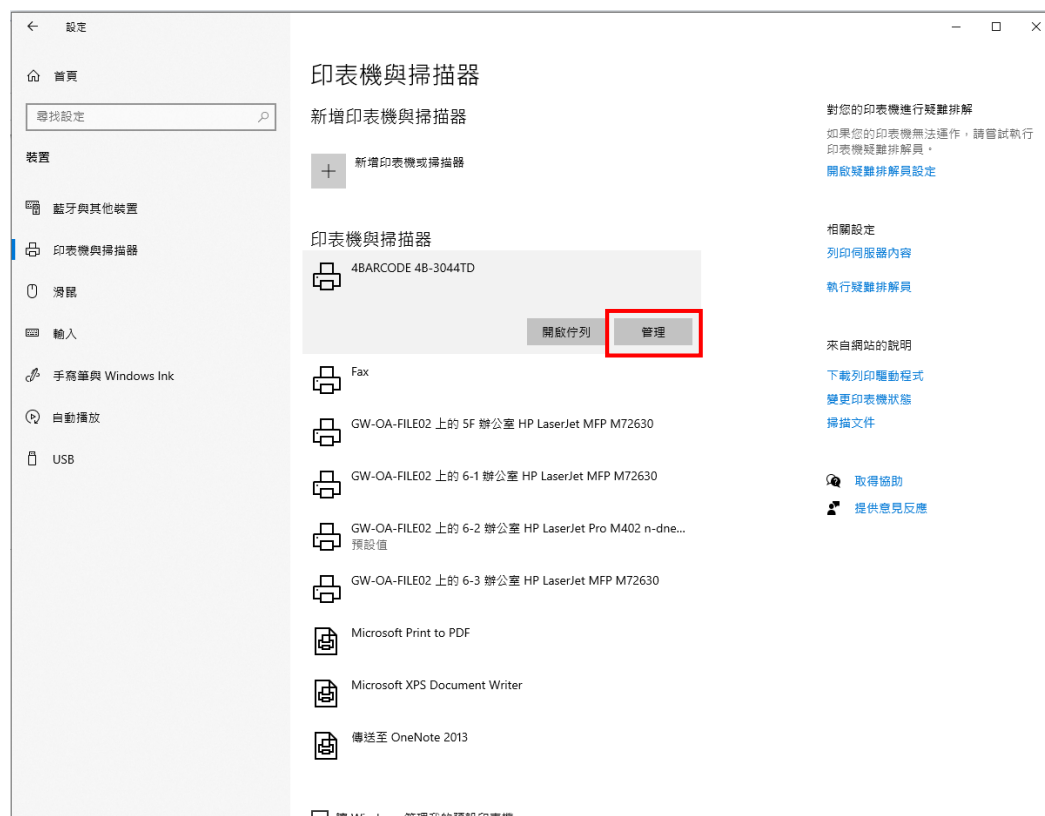 設定
首頁
尋找設定
裝置
藍牙與其他裝置
印表機與掃描器
滑鼠
輸入
手寫筆與 Windows Ink
自動播放
USB
印表機與掃描器
新增印表機與掃描器
新增印表機或掃描器
印表機與掃描器
4BARCODE 4B-3044TD
開啟佇列
管理
Fax
GW-OA-FILE02 上的 5F 辦公室 HP LaserJet MFP M72630
GW-OA-FILE02 上的 6-1 辦公室 HP LaserJet MFP M72630
GW-OA-FILE02 上的 6-2 辦公室 HP LaserJet Pro M402 n-dne...
預設值
GW-OA-FILE02 上的 6-3 辦公室 HP LaserJet MFP M72630
Microsoft Print to PDF
Microsoft XPS Document Writer
傳送至 OneNote 2013
讓 Windows 管理我的預設印表機
對您的印表機進行疑難排解
如果您的印表機無法運作，請嘗試執行
印表機疑難排解員。
開啟疑難排解員設定
相關設定
列印伺服器內容
執行疑難排解員
來自網站的說明
下載列印驅動程式
變更印表機狀態
掃描文件
取得協助
提供意見反應